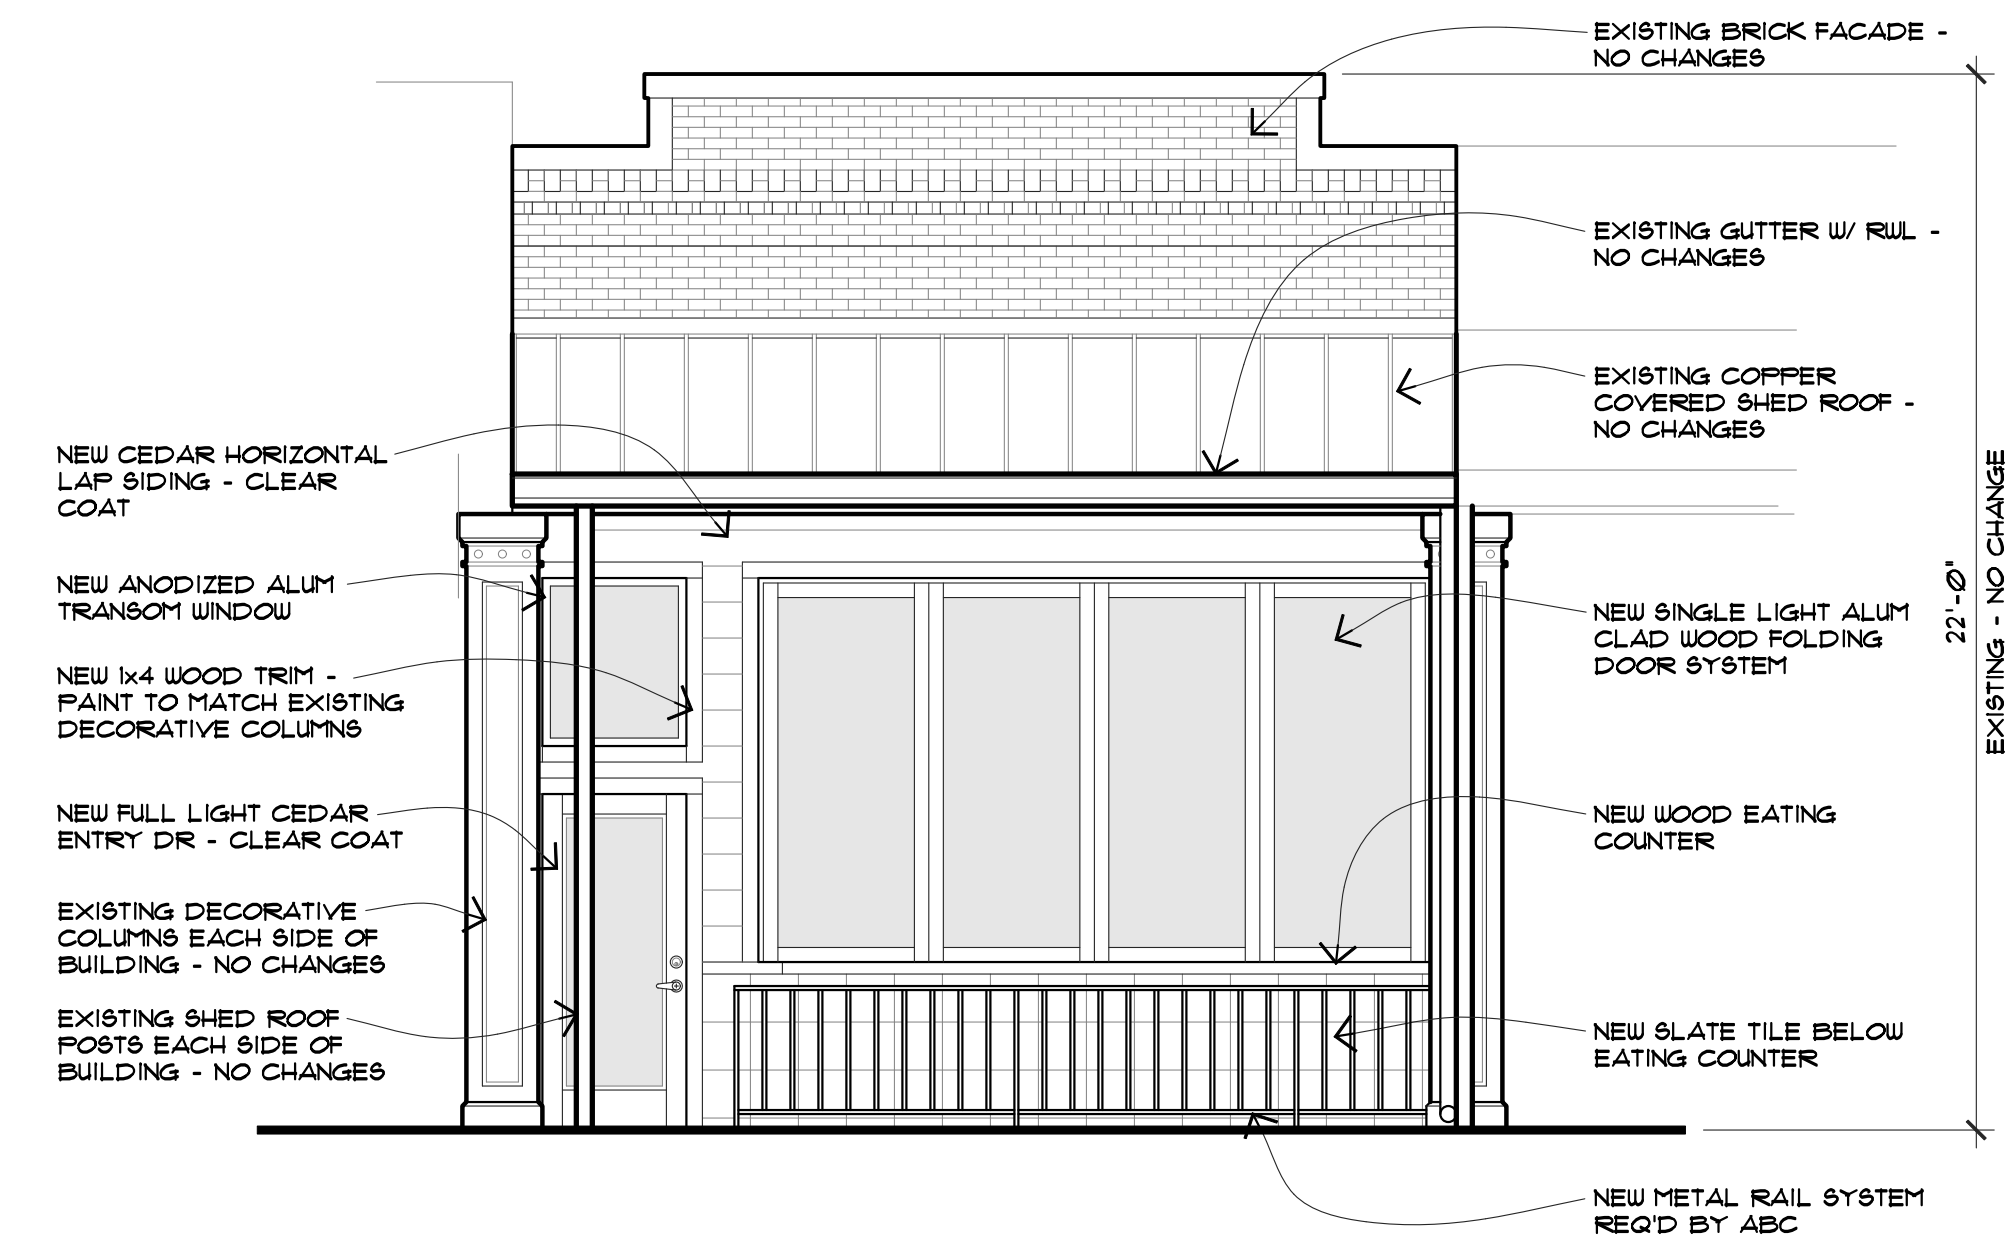 EXISTING BRICK FACADE -
NO CHANGES
EXISTING GUTTER W/ RWL -
NO CHANGES
EXISTING COPPER
COVERED SHED ROOF -
NO CHANGES
NEW CEDAR HORIZONTAL
LAP SIDING - CLEAR
COAT
NEW ANODIZED ALUM
TRANSOM WINDOW
NEW 1x4 WOOD TRIM -
PAINT TO MATCH EXISTING
DECORATIVE COLUMNS
NEW FULL LIGHT CEDAR
ENTRY DR - CLEAR COAT
EXISTING DECORATIVE
COLUMNS EACH SIDE OF
BUILDING - NO CHANGES
EXISTING SHED ROOF
POSTS EACH SIDE OF
BUILDING - NO CHANGES
NEW SINGLE LIGHT ALUM
CLAD WOOD FOLDING
DOOR SYSTEM
NEW WOOD EATING
COUNTER
NEW SLATE TILE BELOW
EATING COUNTER
NEW METAL RAIL SYSTEM
REQ'D BY ABC
22'-0"
EXISTING - NO CHANGE